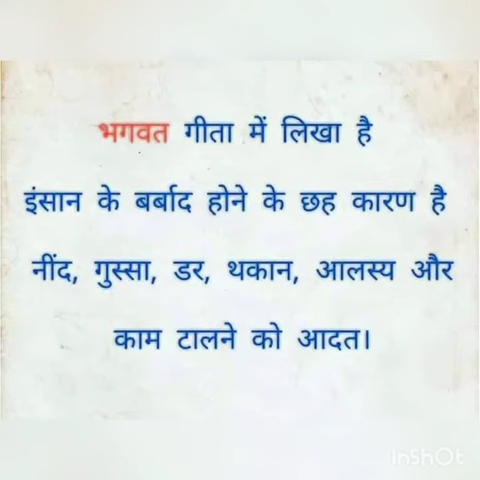 भगवत गीता में लिखा है
इंसान के बर्बाद होने के छह कारण है
नींद, गुस्सा, डर, थकान, आलस्य और
काम टालने को आदत।
InShOt